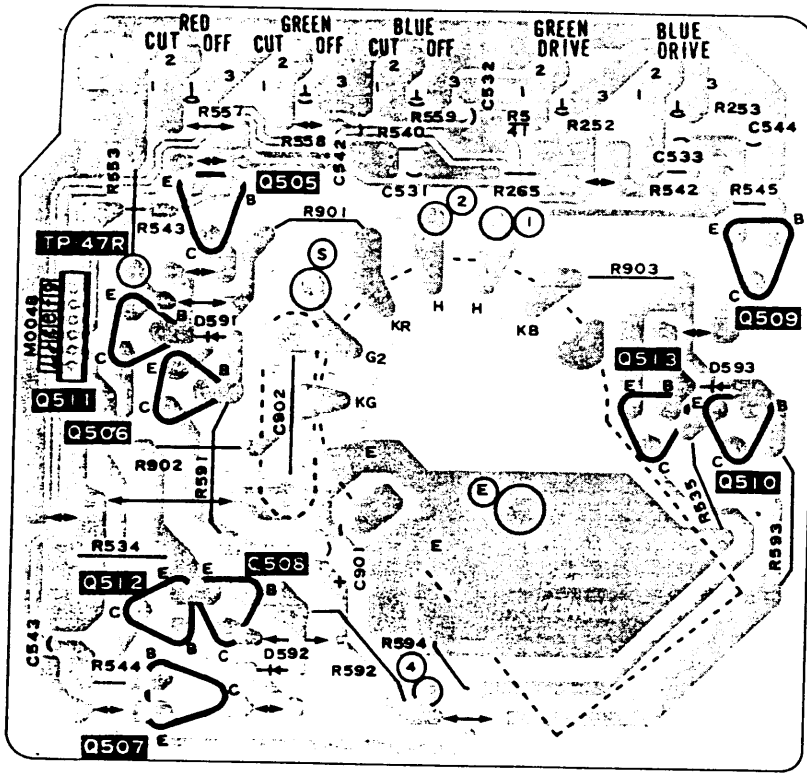 RED GREEN BLUE GREEN BLUE
CUT OFF CUT OFF CUT OFF DRIVE DRIVE
2 2 2 2 2
1 3 1 3 1 3 1 3 1 3
C532
R557 R559 R5 R253
4T
R558 R540 R252 C544
C542 C533
R553
E Q505 C531 R265 R542 R545
B 2 1 E B
R543 R901
C
TP-47R S R903
E C
M004B B KR H H KB Q509
D591
G2 Q513
C E B D593
Q511 KG E E B
C
Q506 C902
R902 R591 E C C
E Q510
R635
R534 E R593
C508 C901
Q512 E E
B +
C
C543
B C R594
R544 B D592 R592 4
C
E
Q507